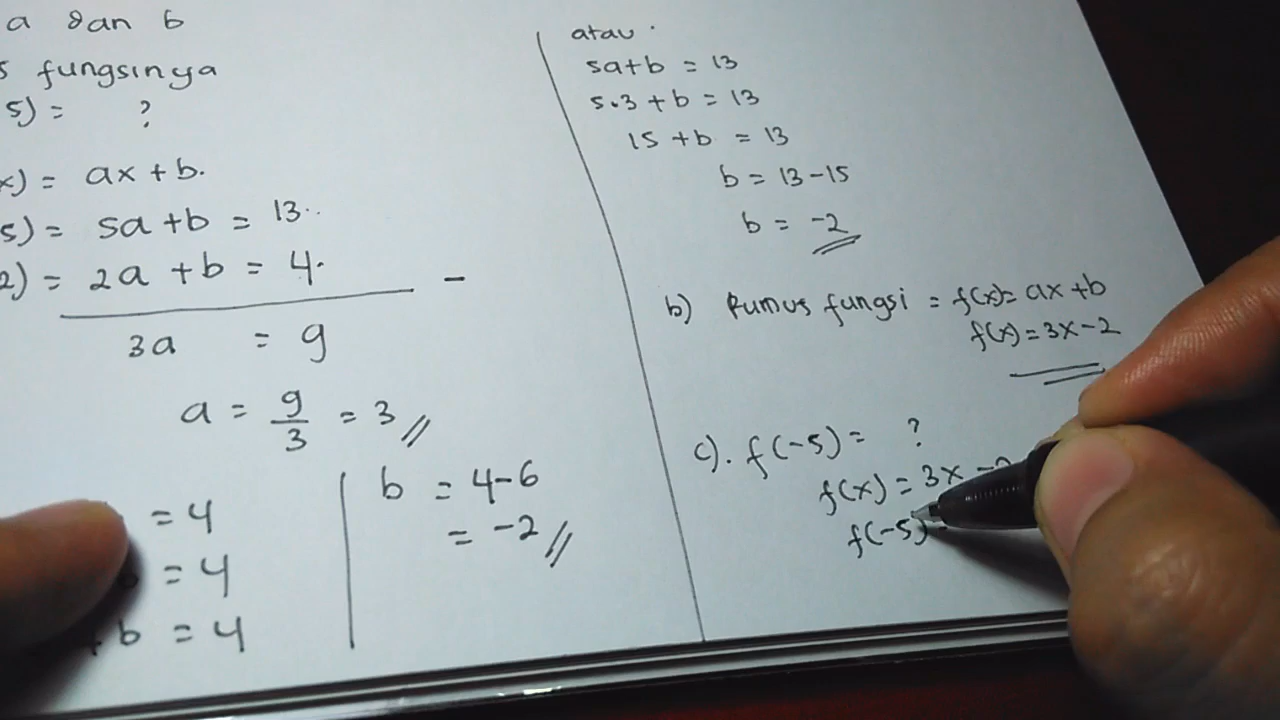 a dan b
s fungsinya
5) = ?
x) = ax + b.
5) = 5a + b = 13..
2) = 2a + b = 4. -
3a = 9
a = 9/3 = 3 //
= 4
b = 4
+ b = 4
b = 4 - 6
= -2 //
atau.
5a + b = 13
5.3 + b = 13
15 + b = 13
b = 13 - 15
b = -2
b) Rumus fungsi = f(x) = ax + b
f(x) = 3x - 2
c). f(-5) = ?
f(x) = 3x -
f(-5)